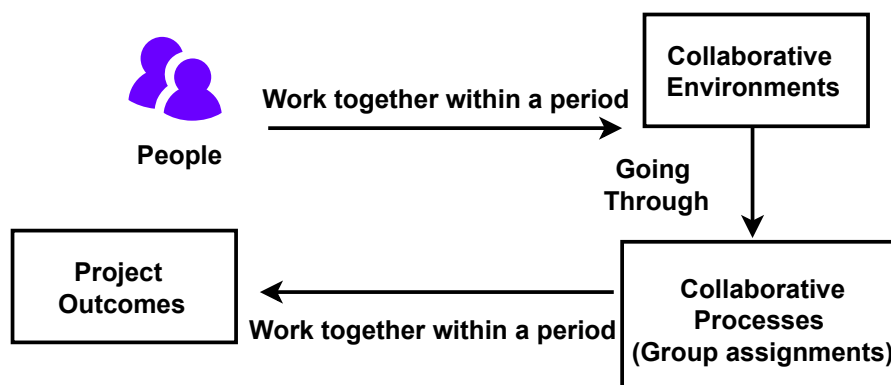 Collaborative
Environments
Work together within a period
People
Going
Through
Project
Outcomes
Collaborative
Processes
(Group assignments)
Work together within a period